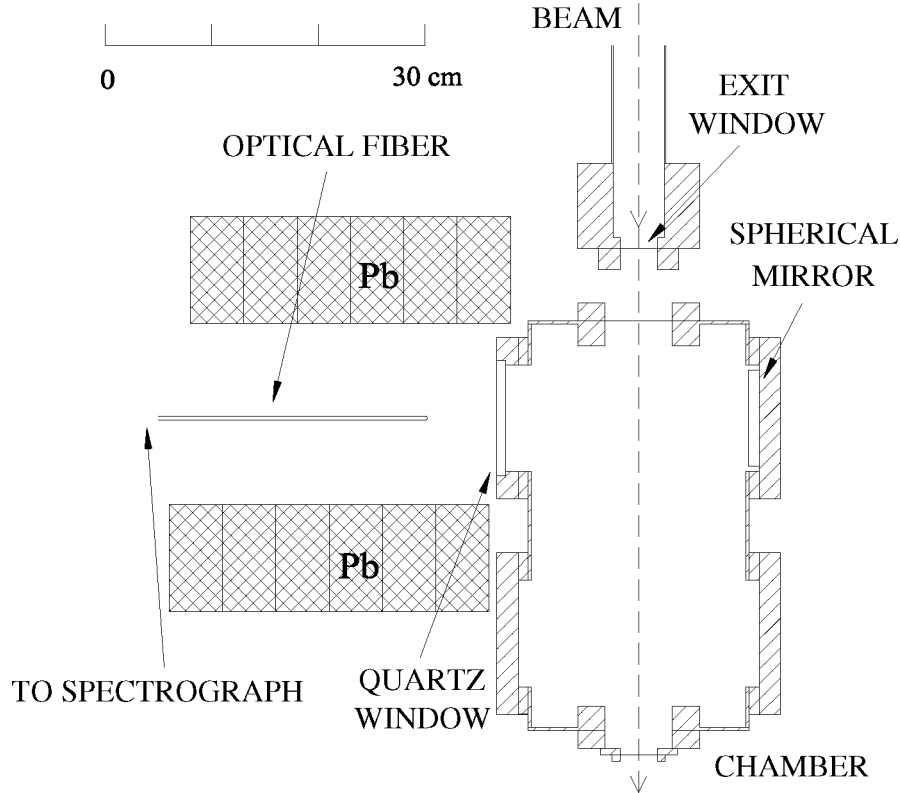 BEAM
0
30 cm
EXIT
WINDOW
OPTICAL FIBER
SPHERICAL
MIRROR
Pb
Pb
TO SPECTROGRAPH
QUARTZ
WINDOW
CHAMBER